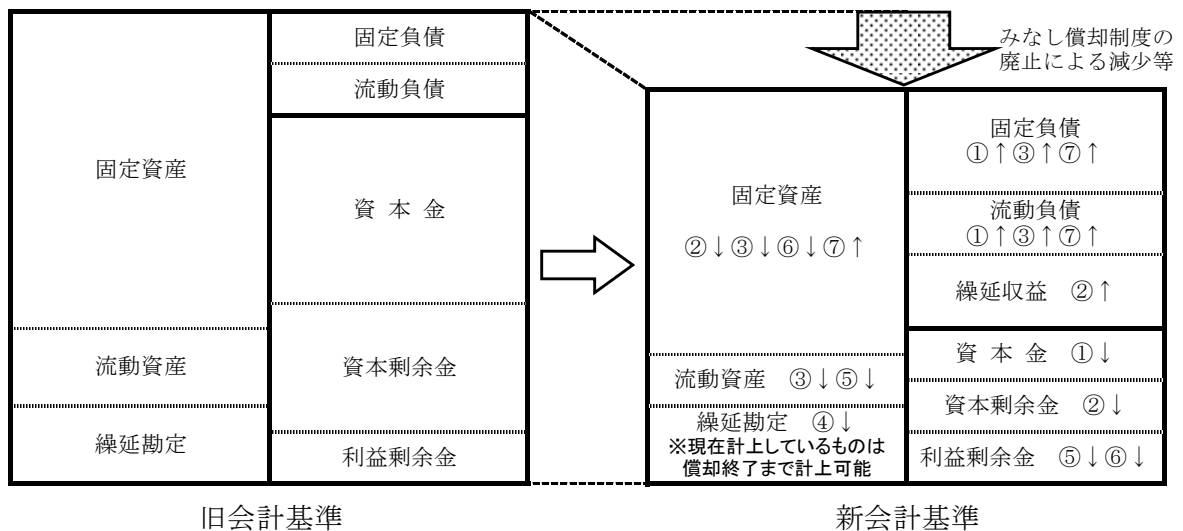 固定資産
流動資産
繰延勘定
固定負債
流動負債
資 本 金
資本剰余金
利益剰余金
旧会計基準
みなし償却制度の
廃止による減少等
固定資産
②↓③↓⑥↓⑦↑
流動資産 ③↓⑤↓
繰延勘定 ④↓
※現在計上しているものは
償却終了まで計上可能
固定負債
①↑③↑⑦↑
流動負債
①↑③↑⑦↑
繰延収益 ②↑
資 本 金 ①↓
資本剰余金 ②↓
利益剰余金 ⑤↓⑥↓
新会計基準